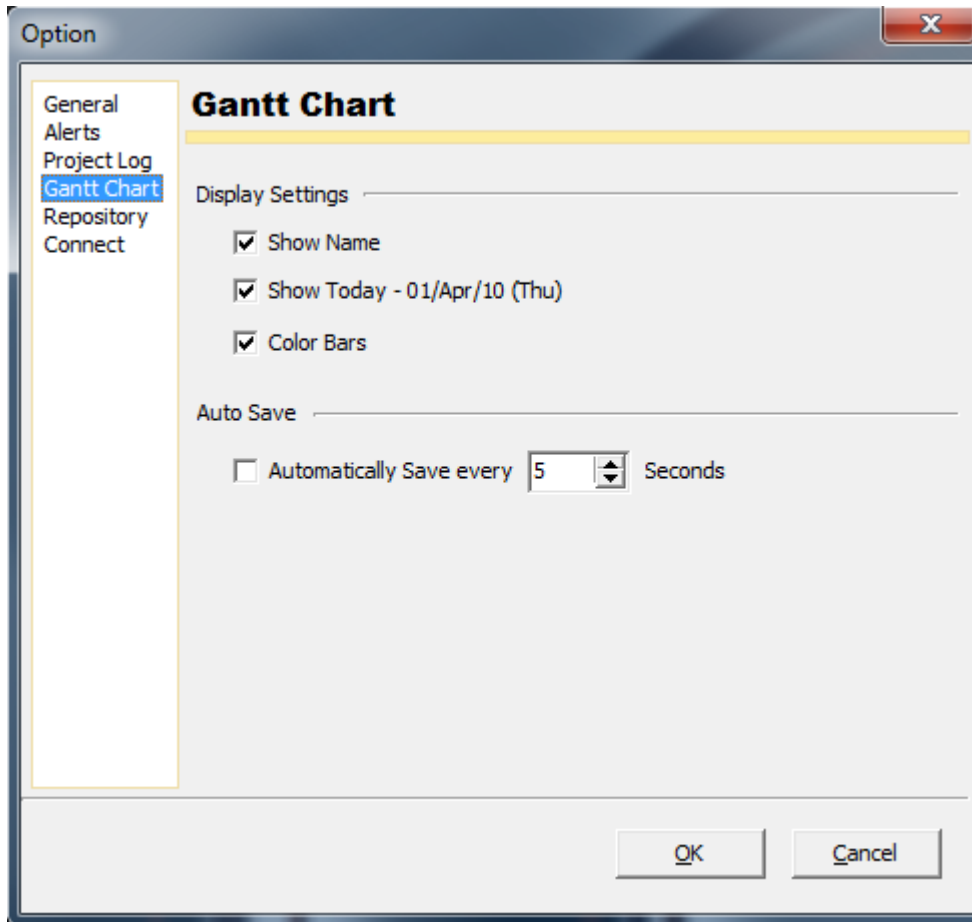 Option
General
Alerts
Project Log
Gantt Chart
Repository
Connect
Gantt Chart
Display Settings
Show Name
Show Today - 01/Apr/10 (Thu)
Color Bars
Auto Save
Automatically Save every 5 Seconds
OK Cancel